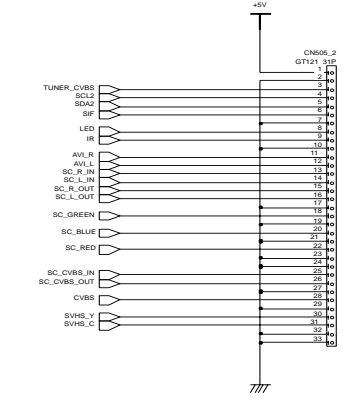 +5V
CN505_2
GT121 31P
1
2
TUNER_CVBS 3
SCL2 4
SDA2 5
SIF 6
7
LED 8
IR 9
10
AVI_R 11
AVI_L 12
SC_R_IN 13
SC_L_IN 14
SC_R_OUT 15
SC_L_OUT 16
17
SC_GREEN 18
19
SC_BLUE 20
21
SC_RED 22
23
24
SC_CVBS_IN 25
SC_CVBS_OUT 26
27
CVBS 28
29
SVHS_Y 30
SVHS_C 31
32
33